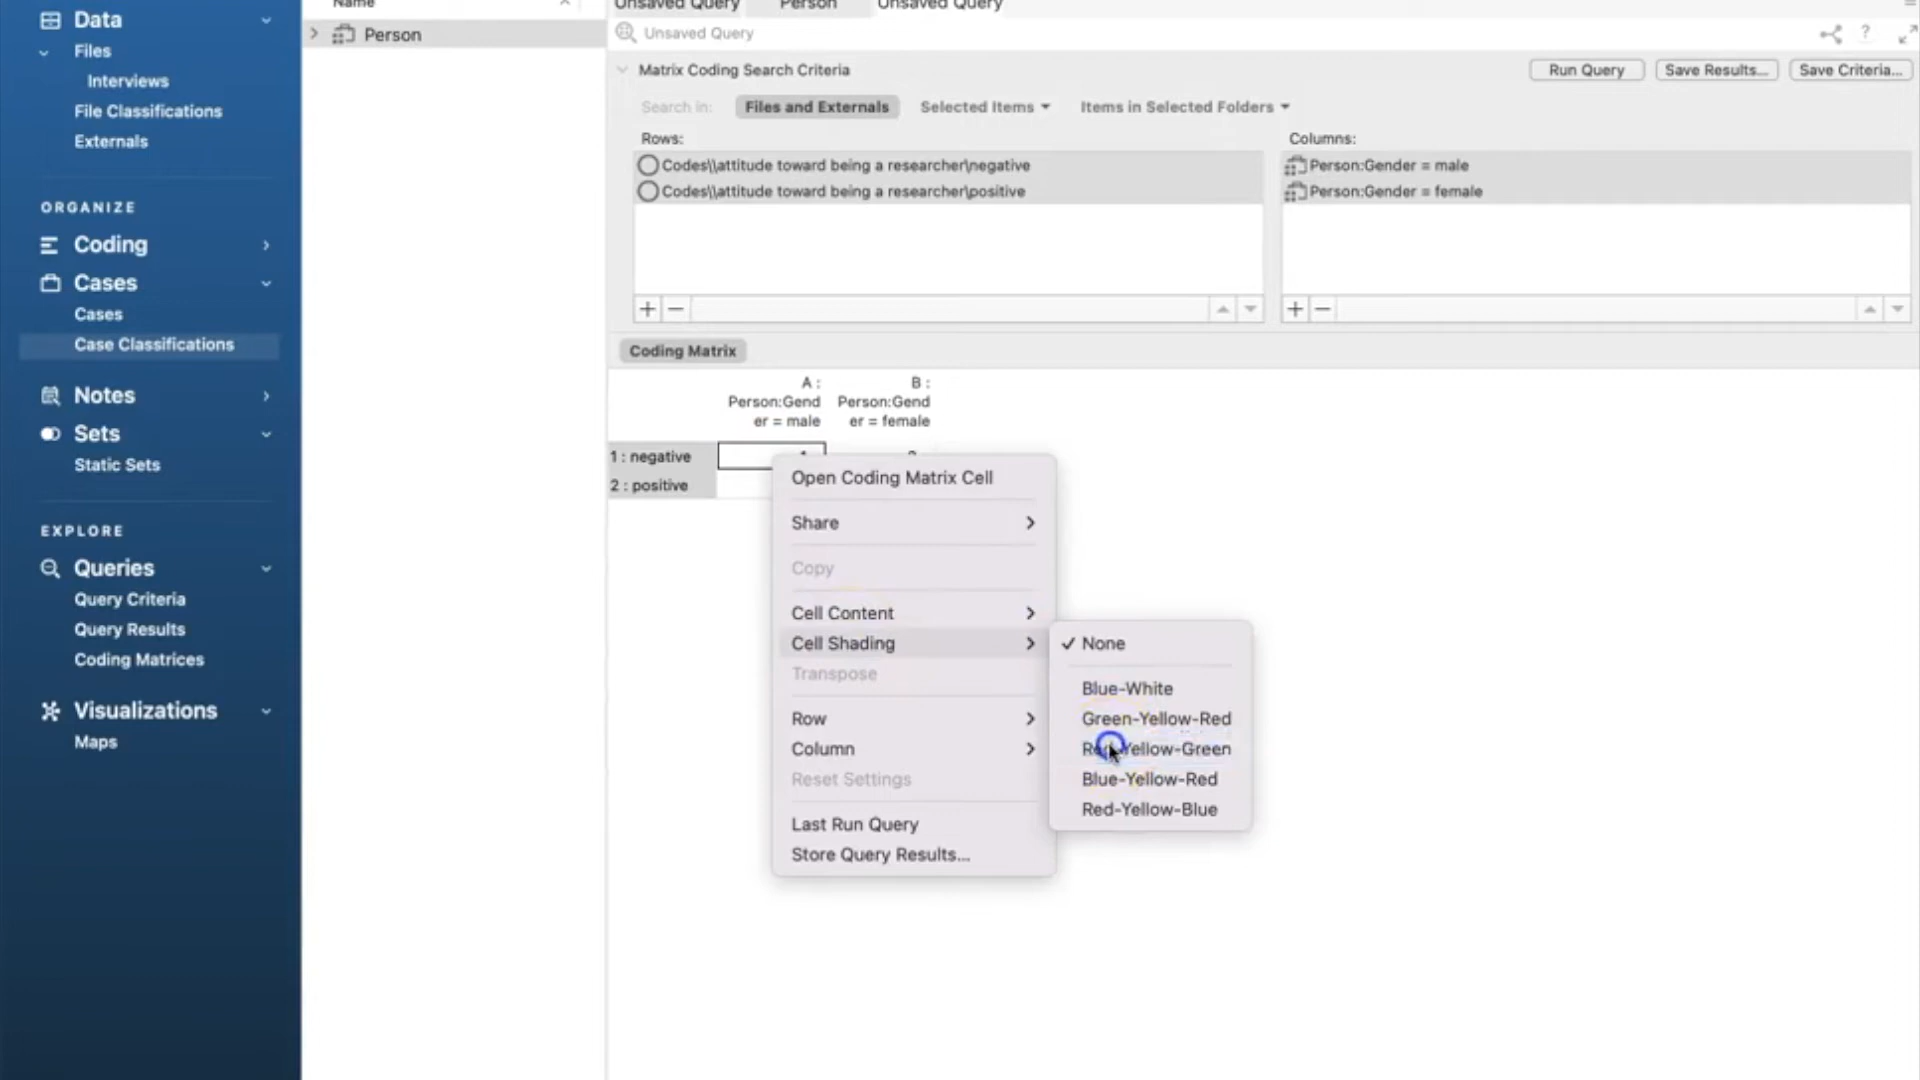 Data
Files
Interviews
File Classifications
Externals
ORGANIZE
Coding
Cases
Cases
Case Classifications
Notes
Sets
Static Sets
EXPLORE
Queries
Query Criteria
Query Results
Coding Matrices
Visualizations
Maps
Name
Person
Unsaved Query Person Unsaved Query
Unsaved Query
?
Matrix Coding Search Criteria
Run Query Save Results... Save Criteria...
Search in: Files and Externals Selected Items Items in Selected Folders
Rows:
Codes\\attitude toward being a researcher\negative
Codes\\attitude toward being a researcher\positive
Columns:
Person:Gender = male
Person:Gender = female
Coding Matrix
A :
Person:Gend
er = male
B :
Person:Gend
er = female
1 : negative
2 : positive
Open Coding Matrix Cell
Share
Copy
Cell Content
Cell Shading
Transpose
Row
Column
Reset Settings
Last Run Query
Store Query Results...
None
Blue-White
Green-Yellow-Red
Red-Yellow-Green
Blue-Yellow-Red
Red-Yellow-Blue